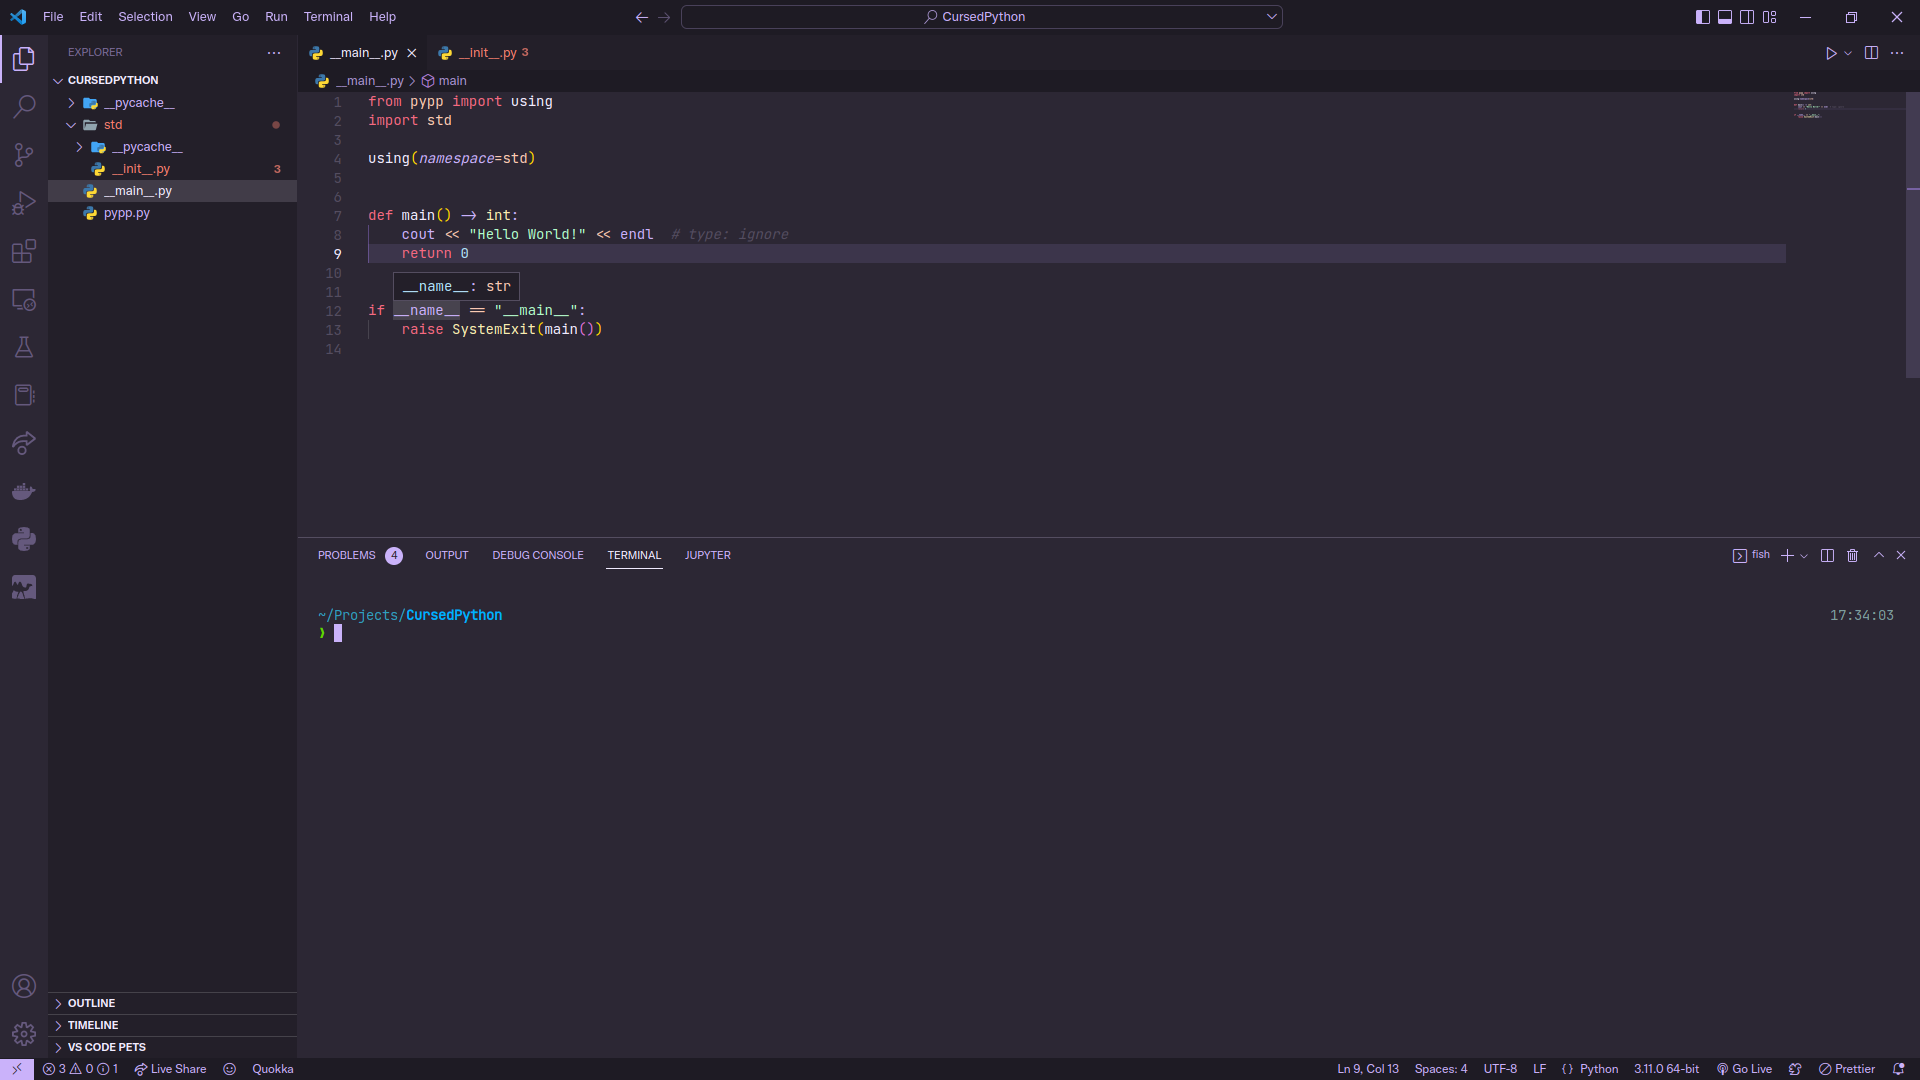 File Edit Selection View Go Run Terminal Help
CursedPython
EXPLORER
CURSEDPYTHON
__pycache__
std
__pycache__
__init__.py 3
__main__.py
pypp.py
OUTLINE
TIMELINE
VS CODE PETS
__main__.py __init__.py 3
__main__.py > main
1 from pypp import using
2 import std
3
4 using(namespace=std)
5
6
7 def main() -> int:
8 cout << "Hello World!" << endl # type: ignore
9 return 0
10
__name__: str
11
12 if __name__ == "__main__":
13 raise SystemExit(main())
14
PROBLEMS 4 OUTPUT DEBUG CONSOLE TERMINAL JUPYTER
fish
~/Projects/CursedPython 17:34:03
❯
3 0 1 Live Share Quokka
Ln 9, Col 13 Spaces: 4 UTF-8 LF {} Python 3.11.0 64-bit Go Live Prettier